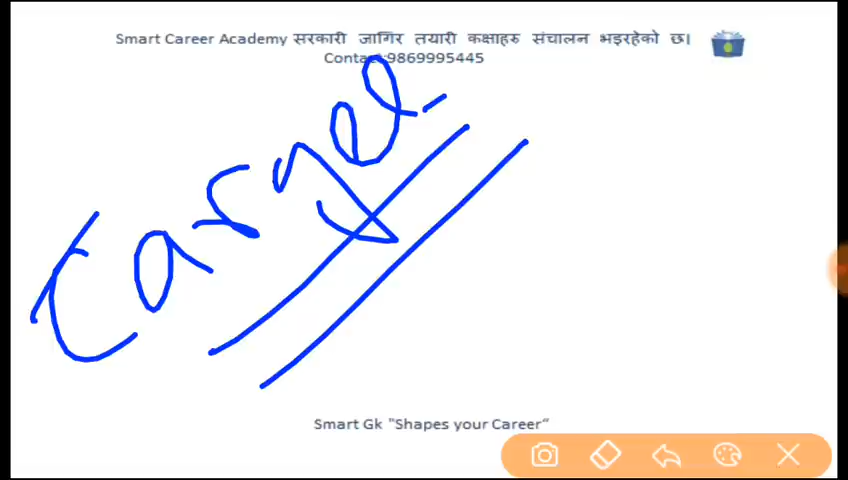 Smart Career Academy सरकारी जागिर तयारी कक्षाहरु संचालन भइरहेको छ।
Contact:9869995445
Smart Gk "Shapes your Career"